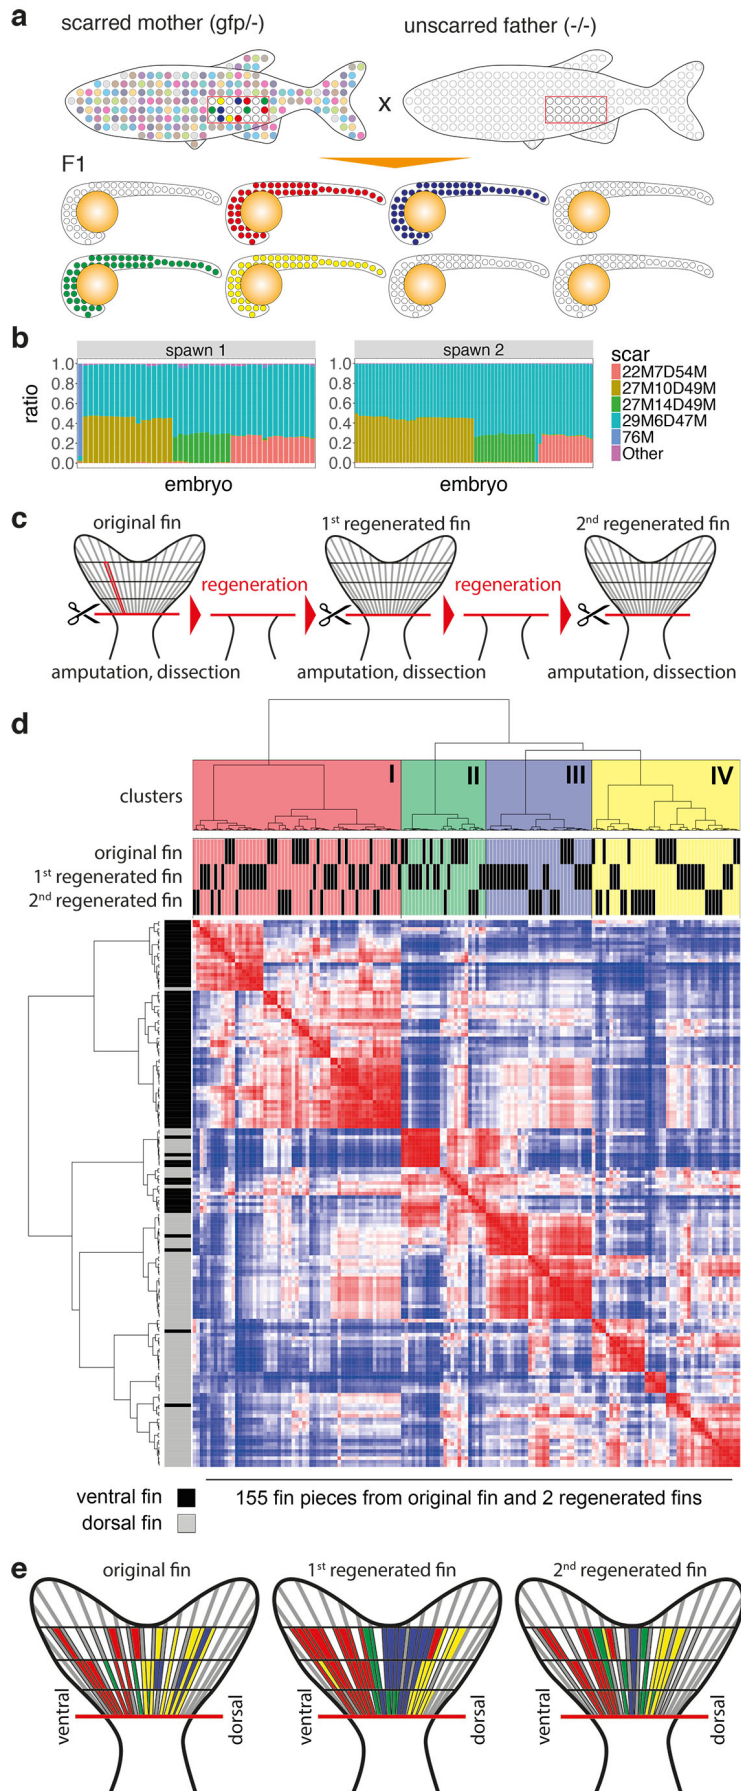 a
scarred mother (gfp/-)
unscarred father (-/-)
x
F1
b
spawn 1
spawn 2
ratio
1.0
0.8
0.6
0.4
0.2
0.0
1.0
0.8
0.6
0.4
0.2
0.0
embryo
embryo
scar
22M7D54M
27M10D49M
27M14D49M
29M6D47M
76M
Other
c
original fin
1st regenerated fin
2nd regenerated fin
regeneration
regeneration
amputation, dissection
amputation, dissection
amputation, dissection
d
clusters
I
II
III
IV
original fin
1st regenerated fin
2nd regenerated fin
ventral fin
dorsal fin
155 fin pieces from original fin and 2 regenerated fins
e
original fin
1st regenerated fin
2nd regenerated fin
ventral
dorsal
ventral
dorsal
ventral
dorsal